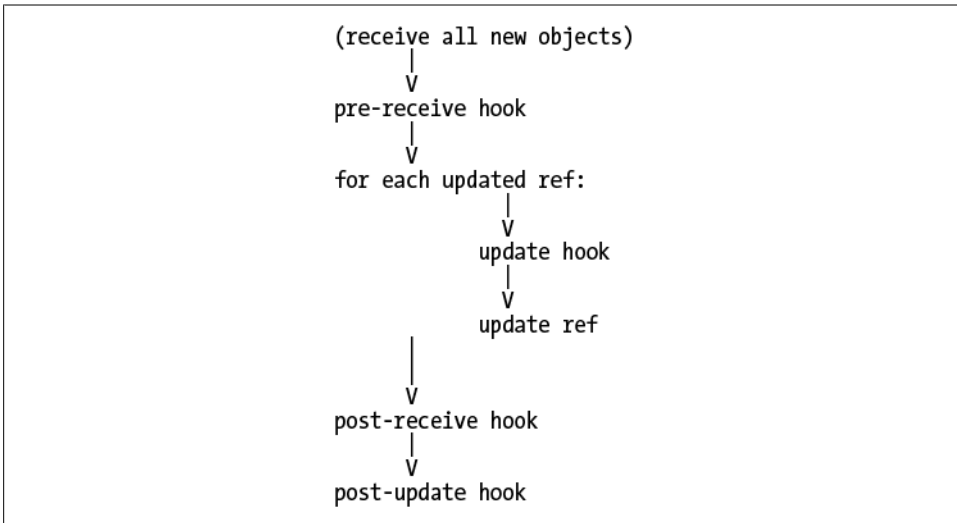 (receive all new objects)
|
V
pre-receive hook
|
V
for each updated ref:
|
V
update hook
|
V
update ref
|
|
V
post-receive hook
|
V
post-update hook